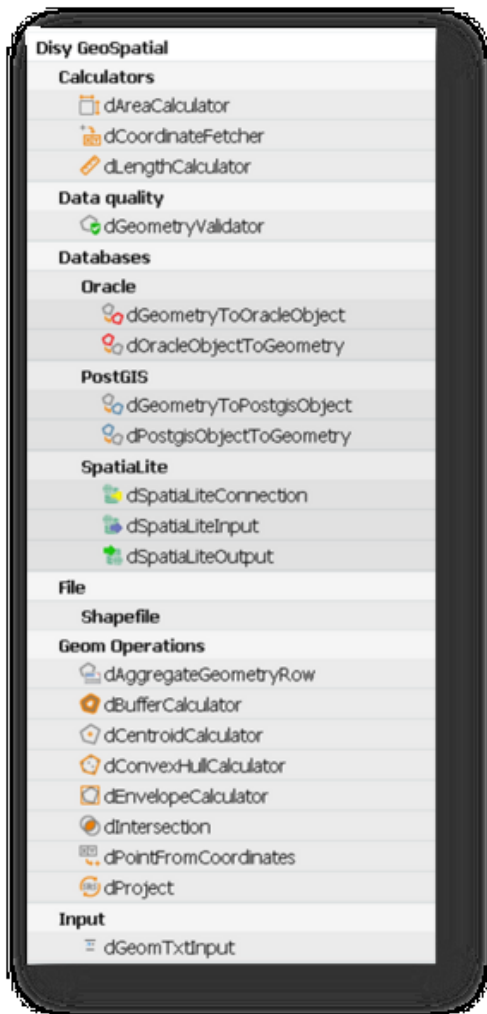 Disy GeoSpatial
Calculators
dAreaCalculator
dCoordinateFetcher
dLengthCalculator
Data quality
dGeometryValidator
Databases
Oracle
dGeometryToOracleObject
dOracleObjectToGeometry
PostGIS
dGeometryToPostgisObject
dPostgisObjectToGeometry
SpatiaLite
dSpatiaLiteConnection
dSpatiaLiteInput
dSpatiaLiteOutput
File
Shapefile
Geom Operations
dAggregateGeometryRow
dBufferCalculator
dCentroidCalculator
dConvexHullCalculator
dEnvelopeCalculator
dIntersection
dPointFromCoordinates
dProject
Input
dGeomTxtInput